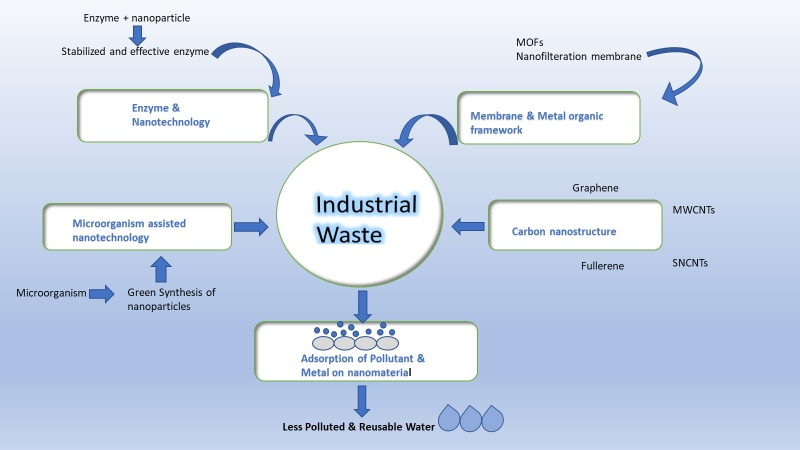 Enzyme + nanoparticle
Stabilized and effective enzyme
Enzyme &
Nanotechnology
MOFs
Nanofilteration membrane
Membrane & Metal organic
framework
Industrial
Waste
Microorganism assisted
nanotechnology
Microorganism
Green Synthesis of
nanoparticles
Graphene
MWCNTs
Carbon nanostructure
Fullerene
SNCNTs
Adsorption of Pollutant &
Metal on nanomaterial
Less Polluted & Reusable Water